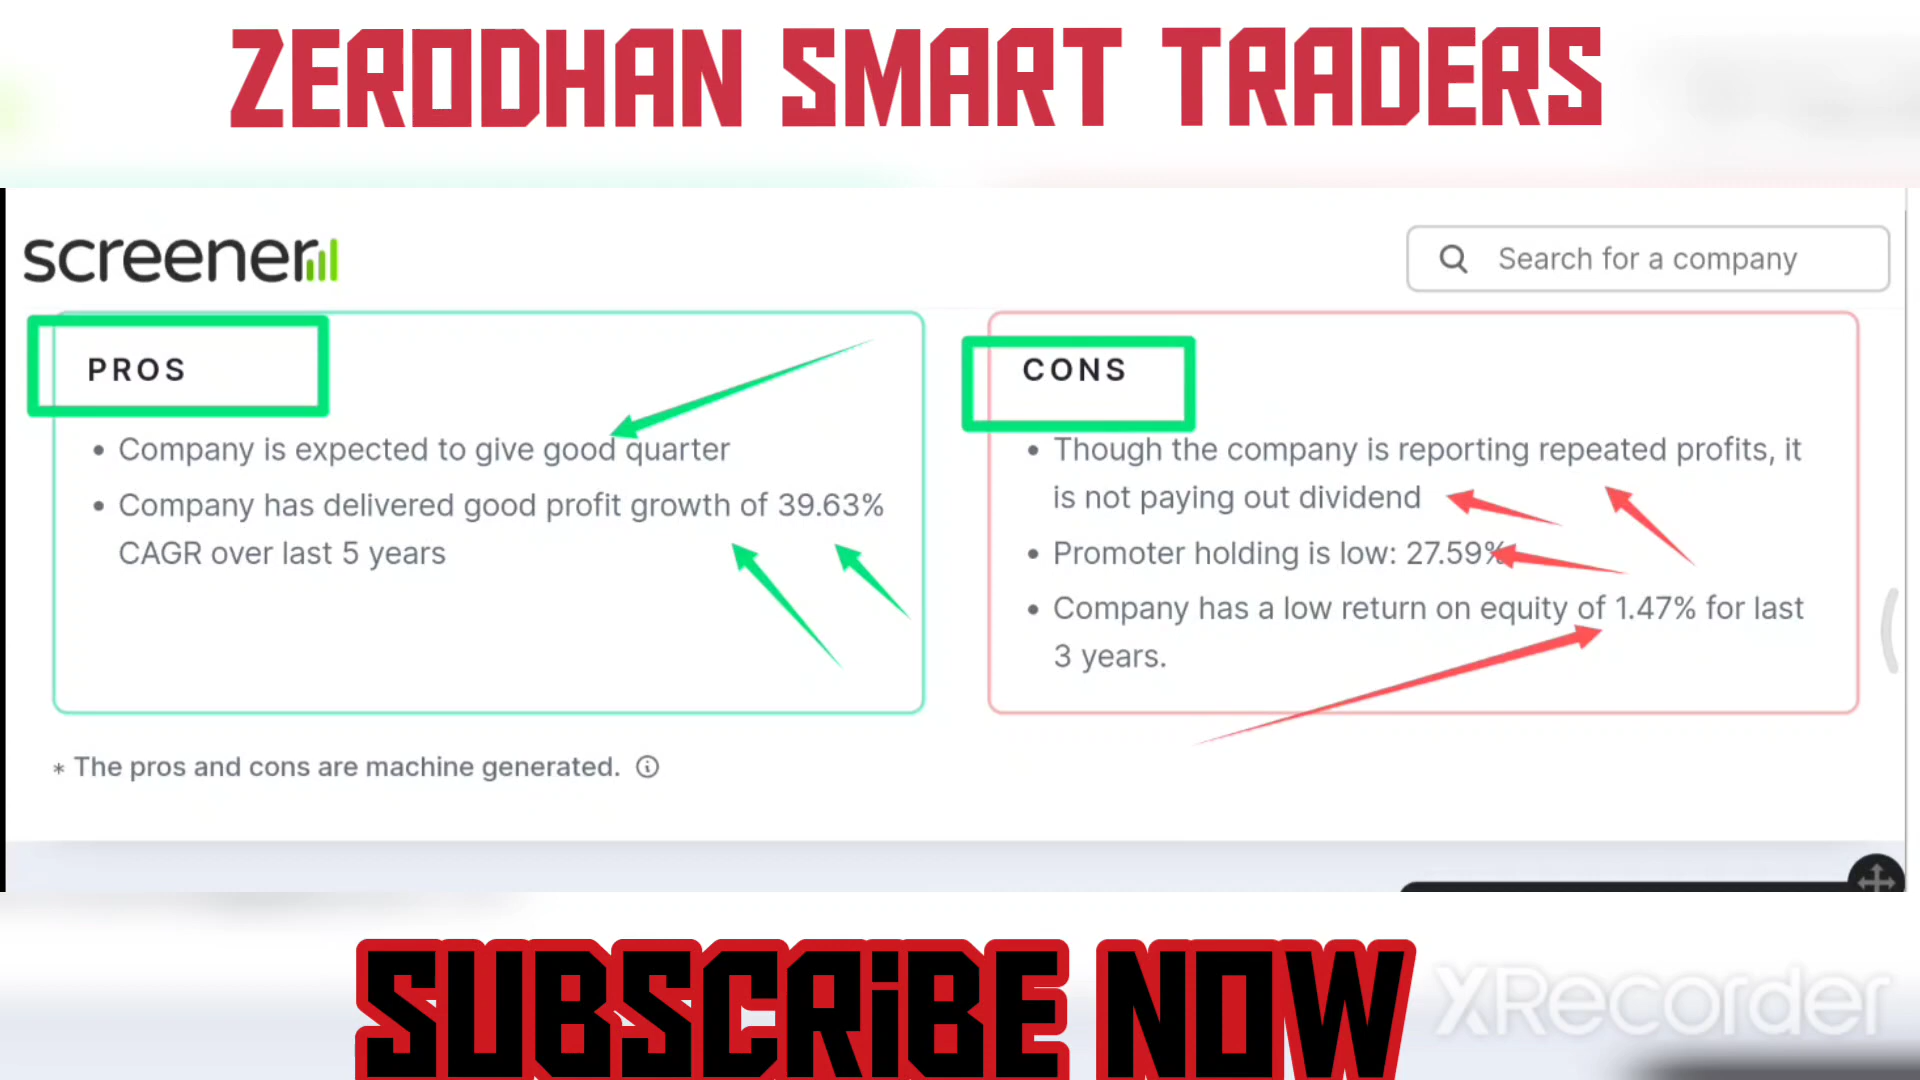 ZERODHAN SMART TRADERS
screener
Search for a company
PROS
• Company is expected to give good quarter
• Company has delivered good profit growth of 39.63%
CAGR over last 5 years
CONS
• Though the company is reporting repeated profits, it
is not paying out dividend
• Promoter holding is low: 27.59%
• Company has a low return on equity of 1.47% for last
3 years.
* The pros and cons are machine generated.
SUBSCRIBE NOW
XRecorder